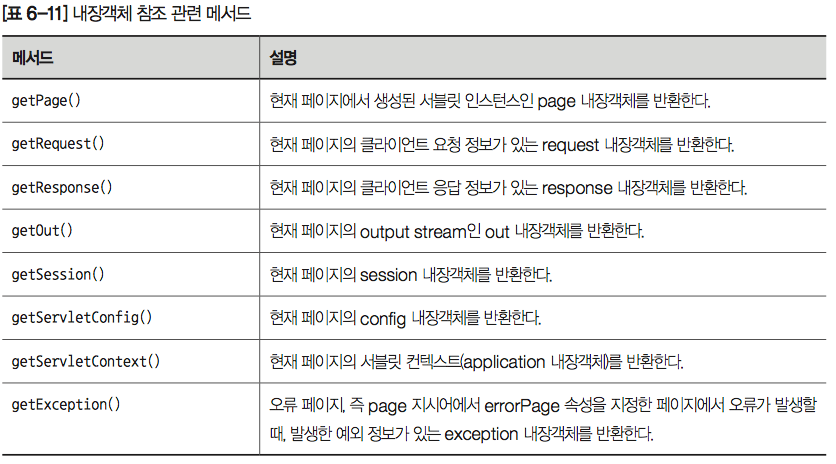 [표 6-11] 내장객체 참조 관련 메서드
메서드 설명
getPage() 현재 페이지에서 생성된 서블릿 인스턴스인 page 내장객체를 반환한다.
getRequest() 현재 페이지의 클라이언트 요청 정보가 있는 request 내장객체를 반환한다.
getResponse() 현재 페이지의 클라이언트 응답 정보가 있는 response 내장객체를 반환한다.
getOut() 현재 페이지의 output stream인 out 내장객체를 반환한다.
getSession() 현재 페이지의 session 내장객체를 반환한다.
getServletConfig() 현재 페이지의 config 내장객체를 반환한다.
getServletContext() 현재 페이지의 서블릿 컨텍스트(application 내장객체)를 반환한다.
getException() 오류 페이지, 즉 page 지시어에서 errorPage 속성을 지정한 페이지에서 오류가 발생할
때, 발생한 예외 정보가 있는 exception 내장객체를 반환한다.